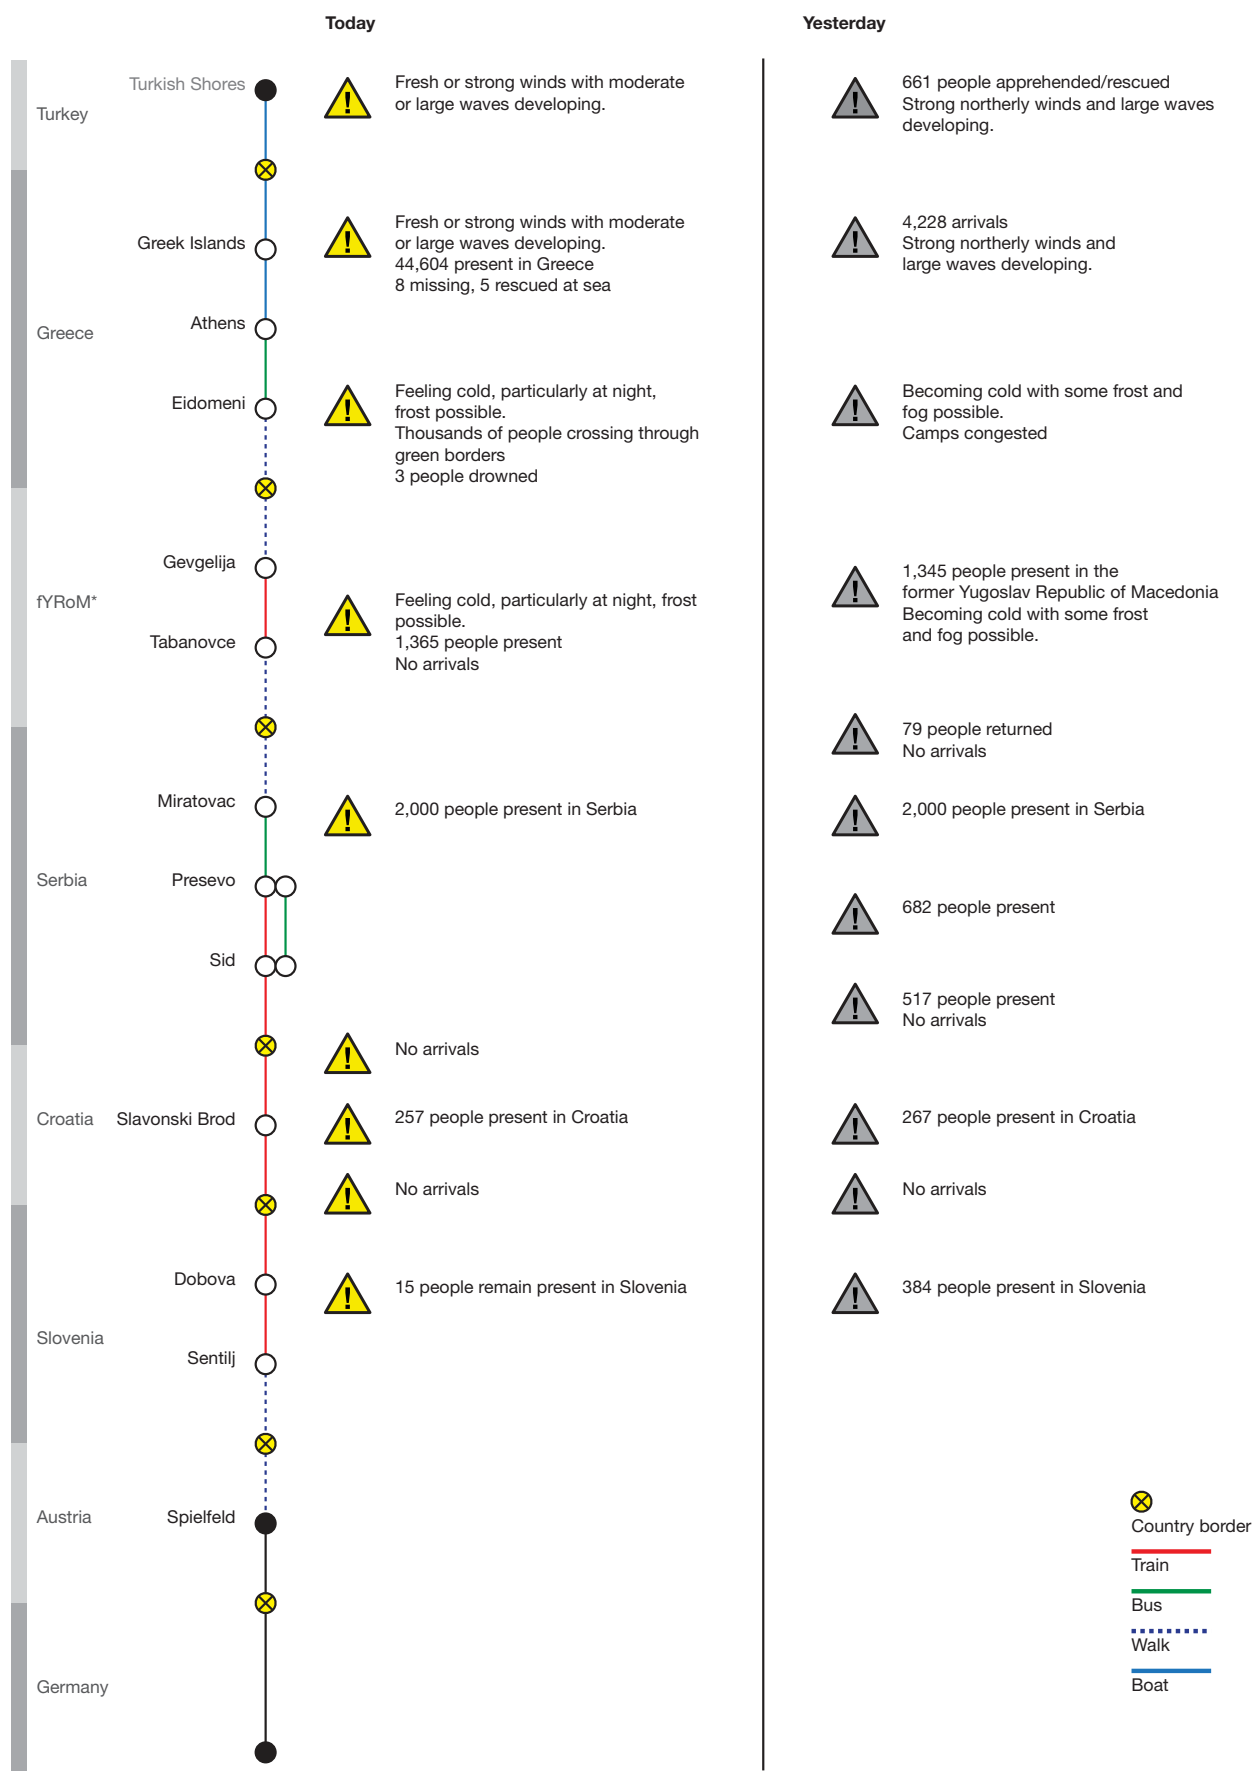 Today
Yesterday
Turkey
Turkish Shores
Fresh or strong winds with moderate
or large waves developing.
661 people apprehended/rescued
Strong northerly winds and large waves
developing.
Greece
Greek Islands
Fresh or strong winds with moderate
or large waves developing.
44,604 present in Greece
8 missing, 5 rescued at sea
4,228 arrivals
Strong northerly winds and
large waves developing.
Athens
Eidomeni
Feeling cold, particularly at night,
frost possible.
Thousands of people crossing through
green borders
3 people drowned
Becoming cold with some frost and
fog possible.
Camps congested
fYRoM*
Gevgelija
Tabanovce
Feeling cold, particularly at night, frost
possible.
1,365 people present
No arrivals
1,345 people present in the
former Yugoslav Republic of Macedonia
Becoming cold with some frost
and fog possible.
79 people returned
No arrivals
Serbia
Miratovac
2,000 people present in Serbia
2,000 people present in Serbia
Presevo
682 people present
Sid
517 people present
No arrivals
No arrivals
Croatia
Slavonski Brod
257 people present in Croatia
267 people present in Croatia
No arrivals
No arrivals
Slovenia
Dobova
15 people remain present in Slovenia
384 people present in Slovenia
Sentilj
Austria
Spielfeld
Germany
Country border
Train
Bus
Walk
Boat